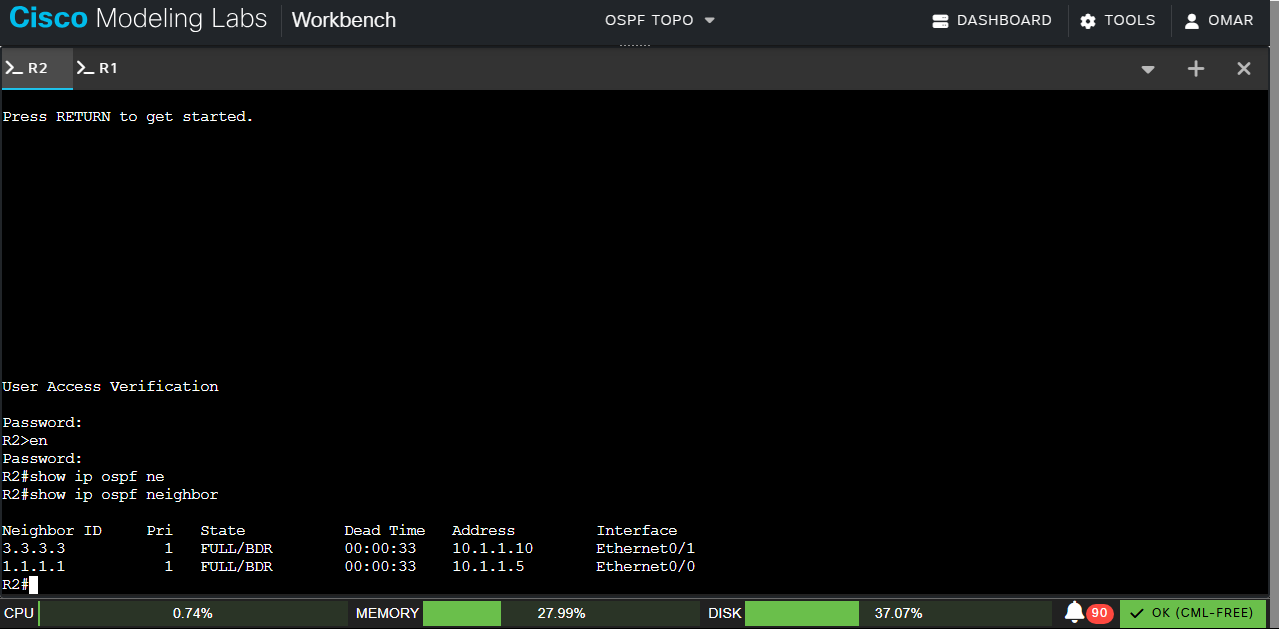 Cisco Modeling Labs Workbench OSPF TOPO DASHBOARD TOOLS OMAR
R2 R1
Press RETURN to get started.
User Access Verification
Password:
R2>en
Password:
R2#show ip ospf ne
R2#show ip ospf neighbor
Neighbor ID Pri State Dead Time Address Interface
3.3.3.3 1 FULL/BDR 00:00:33 10.1.1.10 Ethernet0/1
1.1.1.1 1 FULL/BDR 00:00:33 10.1.1.5 Ethernet0/0
R2#
CPU 0.74% MEMORY 27.99% DISK 37.07% 90 OK (CML-FREE)